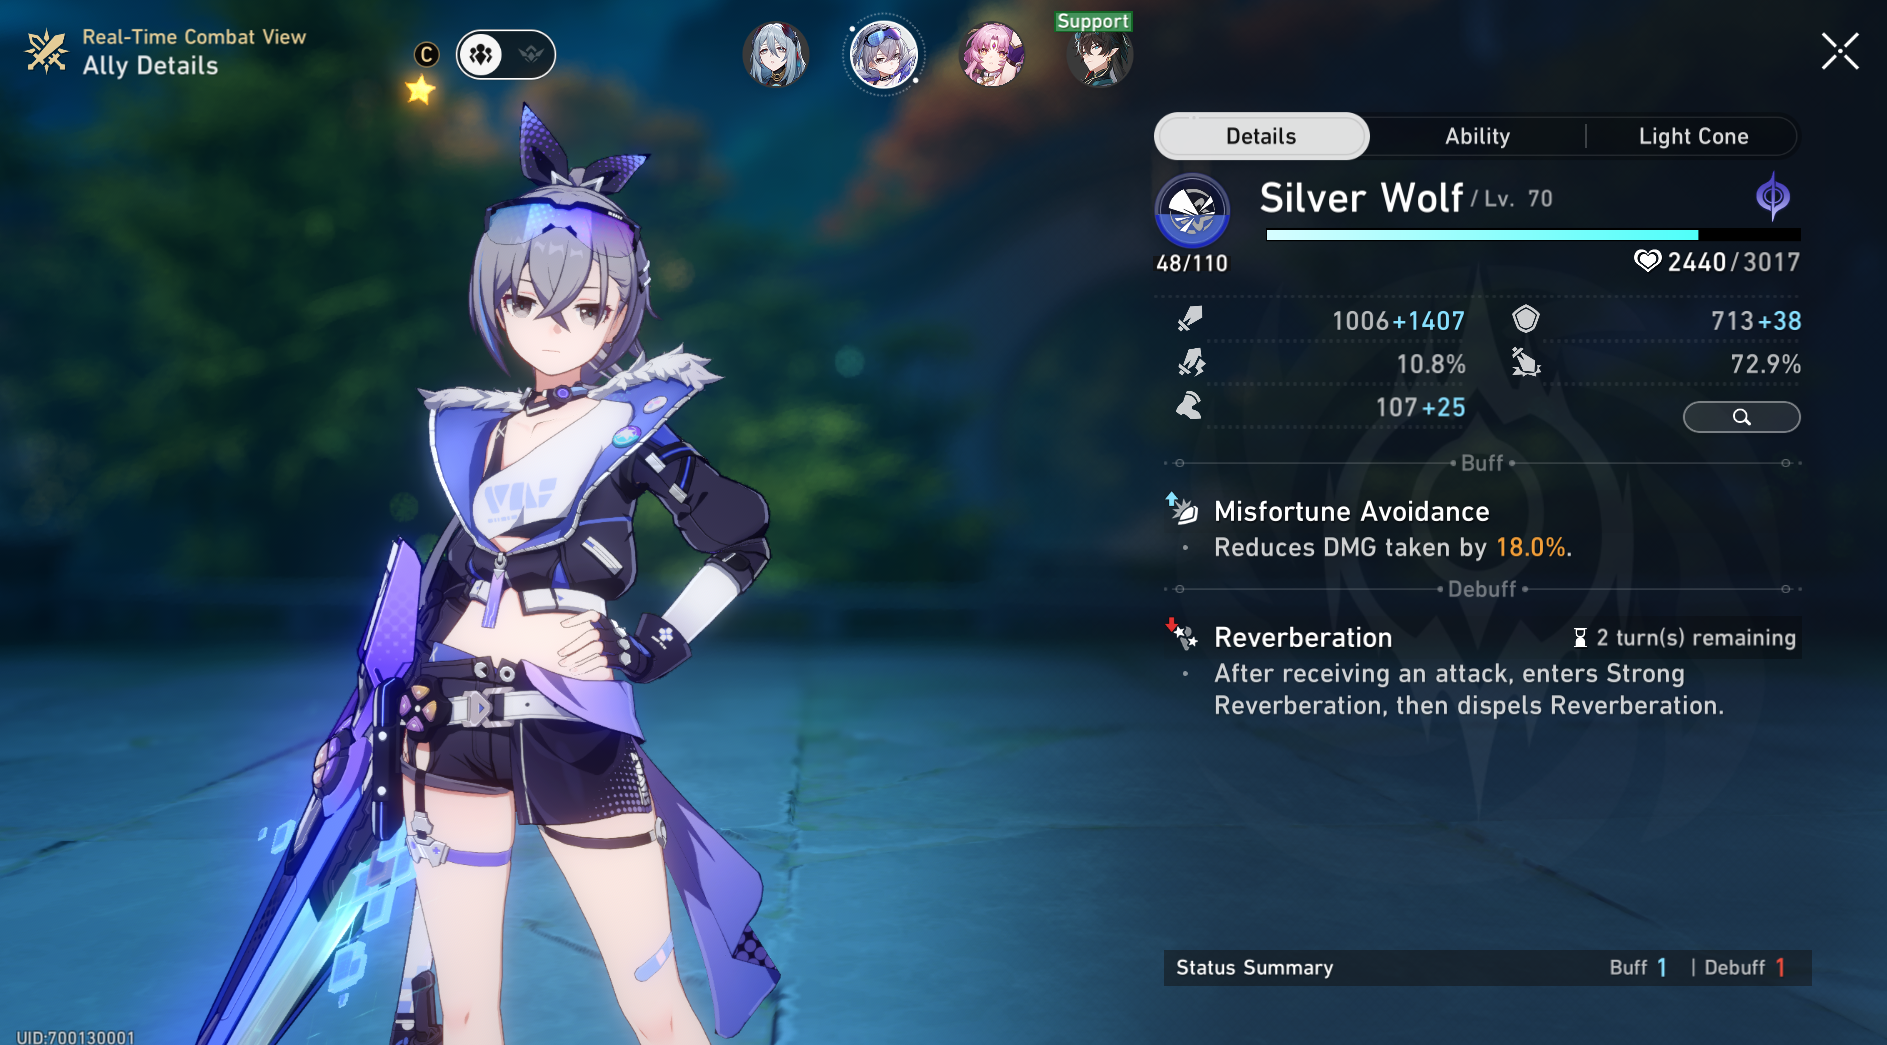 Real-Time Combat View
Ally Details
C
Support
Details
Ability
Light Cone
Silver Wolf / Lv. 70
48/110
2440/3017
1006+1407
713+38
10.8%
72.9%
107+25
Buff
Misfortune Avoidance
Reduces DMG taken by 18.0%.
Debuff
Reverberation
2 turn(s) remaining
After receiving an attack, enters Strong
Reverberation, then dispels Reverberation.
Status Summary
Buff 1 | Debuff 1
UID:700130001